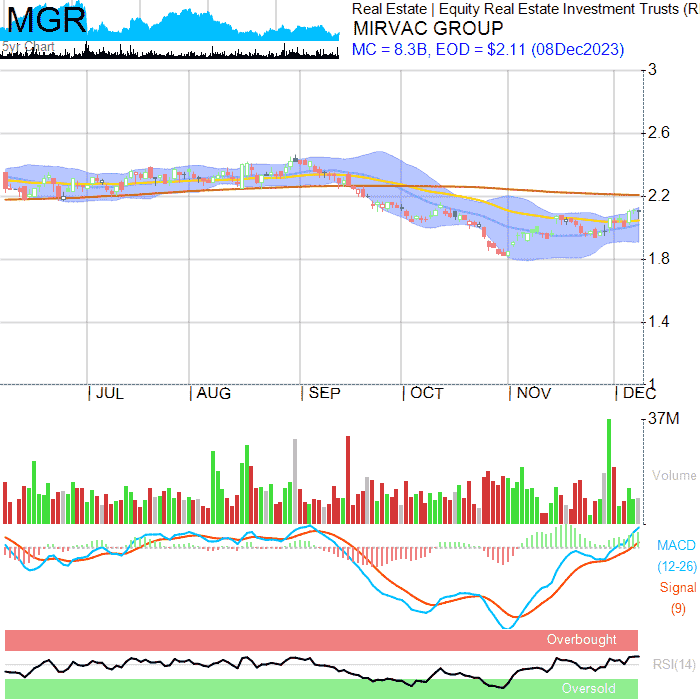 MGR
5yr Chart
Real Estate | Equity Real Estate Investment Trusts (R
MIRVAC GROUP
MC = 8.3B, EOD = $2.11 (08Dec2023)
3
2.6
2.2
1.8
1.4
1
JUL AUG SEP OCT NOV DEC
37M
Volume
MACD
(12-26)
Signal
(9)
Overbought
RSI(14)
Oversold